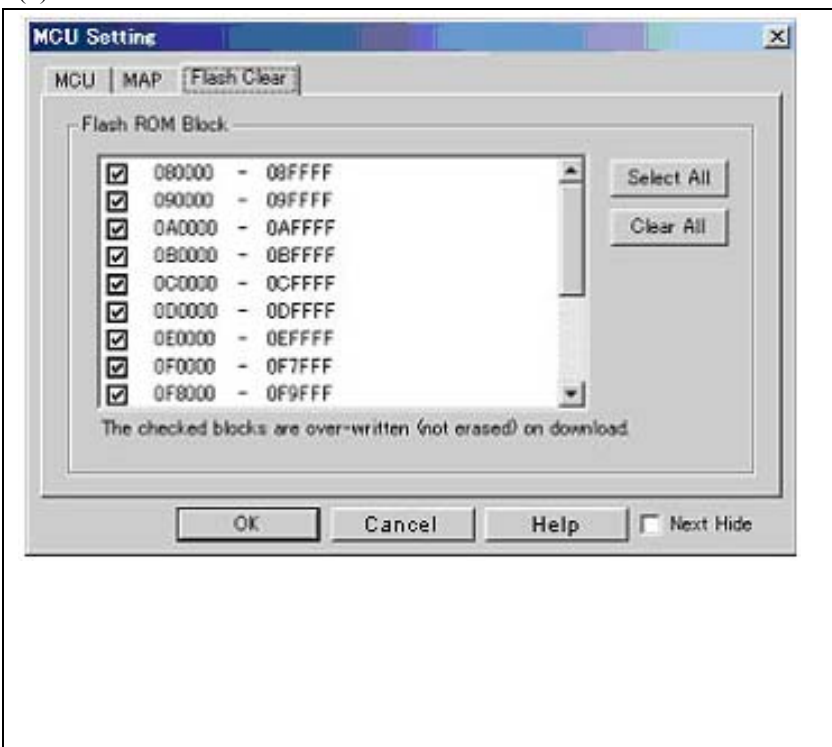 MCU Setting
MCU MAP Flash Clear
Flash ROM Block
080000 - 08FFFF
090000 - 09FFFF
0A0000 - 0AFFFF
0B0000 - 0BFFFF
0C0000 - 0CFFFF
0D0000 - 0DFFFF
0E0000 - 0EFFFF
0F0000 - 0F7FFF
0F8000 - 0F9FFF
Select All
Clear All
The checked blocks are over-written (not erased) on download.
OK Cancel Help Next Hide